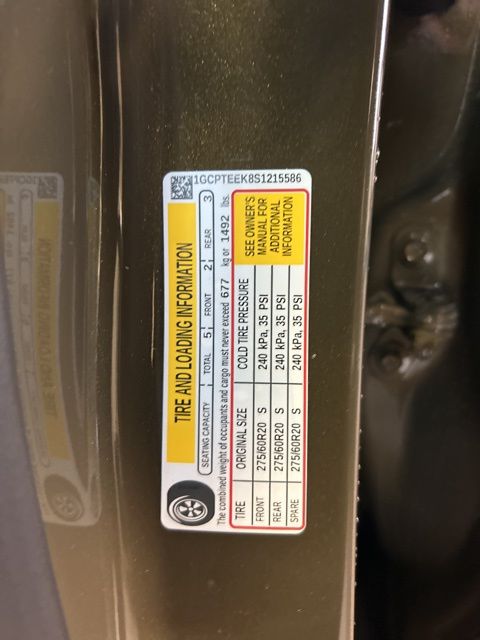 1GCPTEEK8S1215586
TIRE AND LOADING INFORMATION
SEATING CAPACITY TOTAL 5 FRONT 2 REAR 3
The combined weight of occupants and cargo must never exceed 677 kg or 1492 lbs.
TIRE ORIGINAL SIZE COLD TIRE PRESSURE
FRONT 275/60R20 S 240 kPa, 35 PSI
REAR 275/60R20 S 240 kPa, 35 PSI
SPARE 275/60R20 S 240 kPa, 35 PSI
SEE OWNER'S
MANUAL FOR
ADDITIONAL
INFORMATION